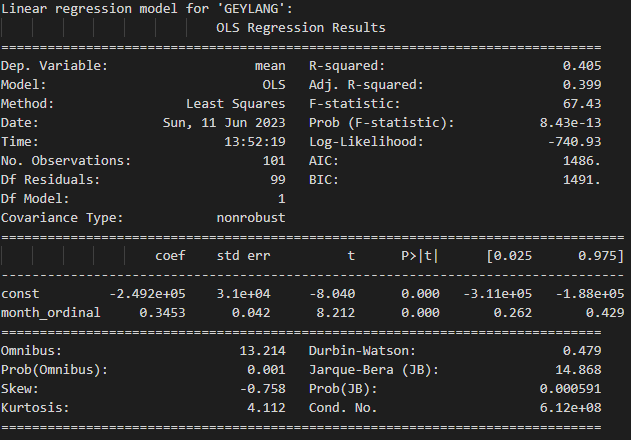 Linear regression model for 'GEYLANG':
OLS Regression Results
==============================================================================
Dep. Variable: mean R-squared: 0.405
Model: OLS Adj. R-squared: 0.399
Method: Least Squares F-statistic: 67.43
Date: Sun, 11 Jun 2023 Prob (F-statistic): 8.43e-13
Time: 13:52:19 Log-Likelihood: -740.93
No. Observations: 101 AIC: 1486.
Df Residuals: 99 BIC: 1491.
Df Model: 1
Covariance Type: nonrobust
=================================================================================
coef std err t P>|t| [0.025 0.975]
---------------------------------------------------------------------------------
const -2.492e+05 3.1e+04 -8.040 0.000 -3.11e+05 -1.88e+05
month_ordinal 0.3453 0.042 8.212 0.000 0.262 0.429
==============================================================================
Omnibus: 13.214 Durbin-Watson: 0.479
Prob(Omnibus): 0.001 Jarque-Bera (JB): 14.868
Skew: -0.758 Prob(JB): 0.000591
Kurtosis: 4.112 Cond. No. 6.12e+08
==============================================================================